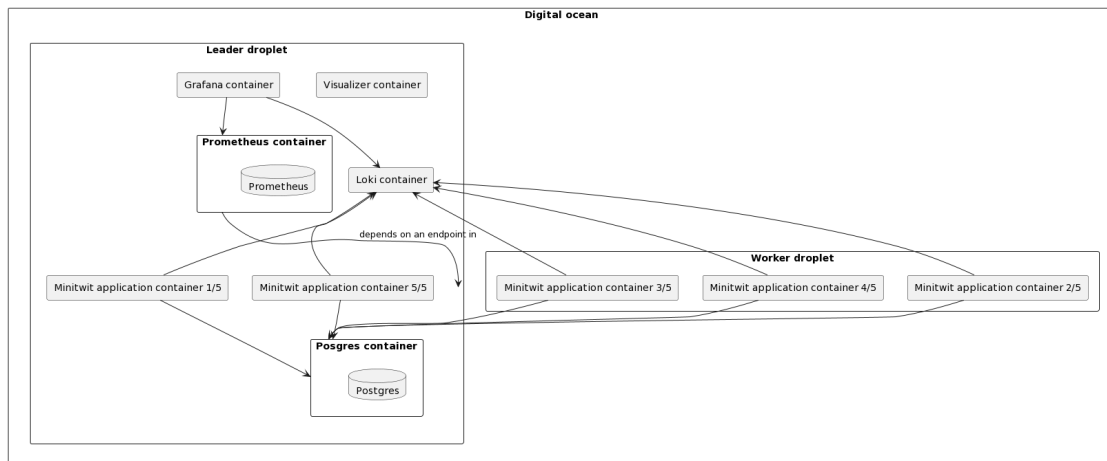 Digital ocean
Leader droplet
Grafana container
Visualizer container
Prometheus container
Prometheus
Loki container
depends on an endpoint in
Worker droplet
Minitwit application container 1/5
Minitwit application container 5/5
Minitwit application container 3/5
Minitwit application container 4/5
Minitwit application container 2/5
Posgres container
Postgres